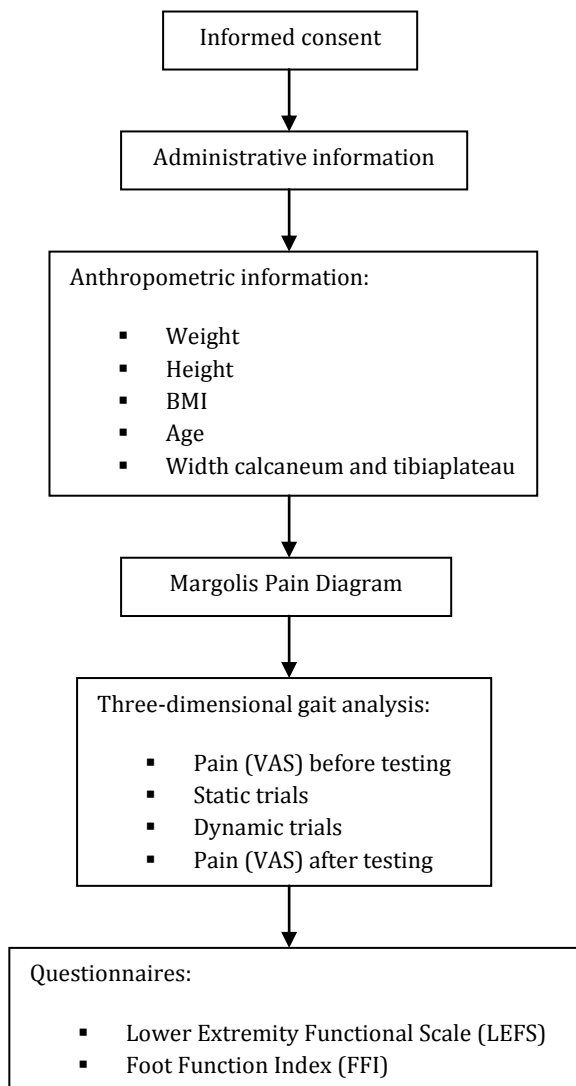 Informed consent
Administrative information
Anthropometric information:
▪ Weight
▪ Height
▪ BMI
▪ Age
▪ Width calcaneum and tibiaplateau
Margolis Pain Diagram
Three-dimensional gait analysis:
▪ Pain (VAS) before testing
▪ Static trials
▪ Dynamic trials
▪ Pain (VAS) after testing
Questionnaires:
▪ Lower Extremity Functional Scale (LEFS)
▪ Foot Function Index (FFI)